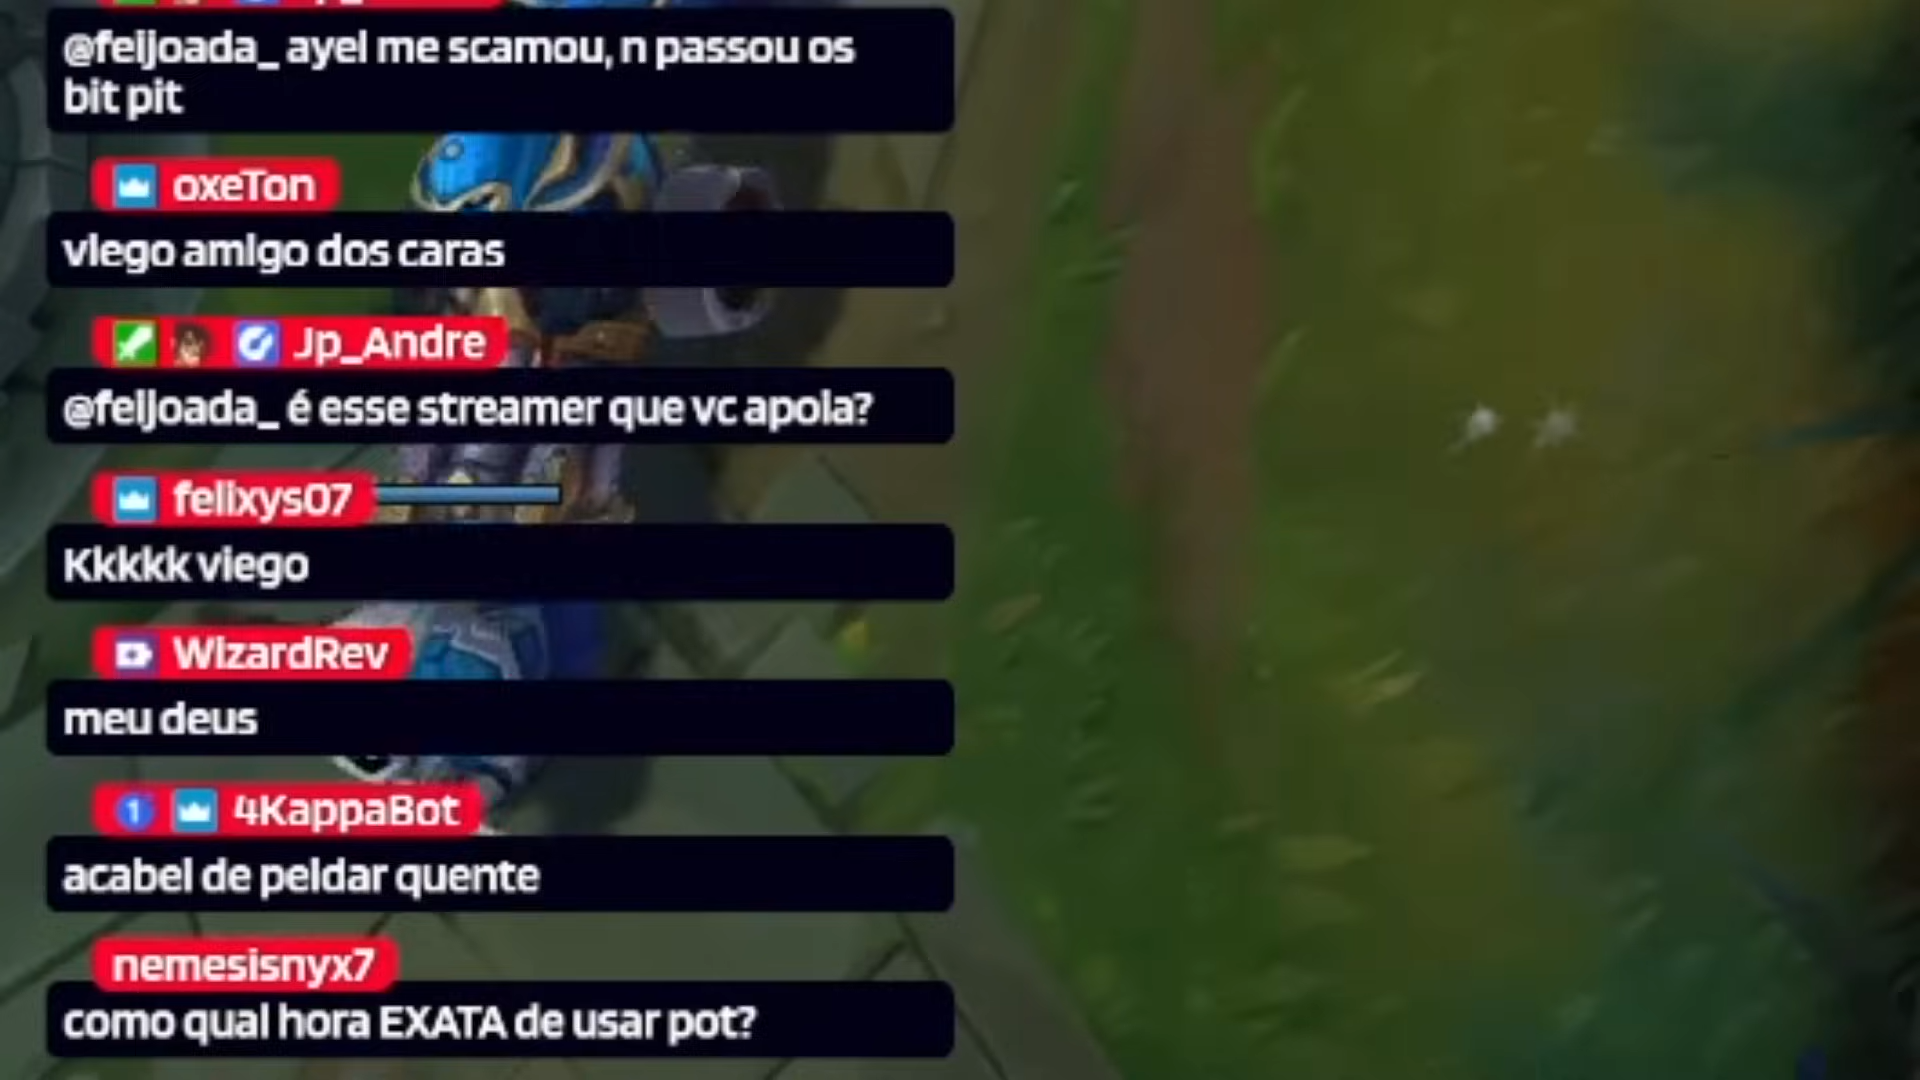 @feijoada_ ayel me scamou, n passou os
bit pit
oxeTon
viego amigo dos caras
Jp_Andre
@feijoada_ é esse streamer que vc apoia?
felixys07
Kkkkk viego
WizardRev
meu deus
1 4KappaBot
acabei de peidar quente
nemesisnyx7
como qual hora EXATA de usar pot?